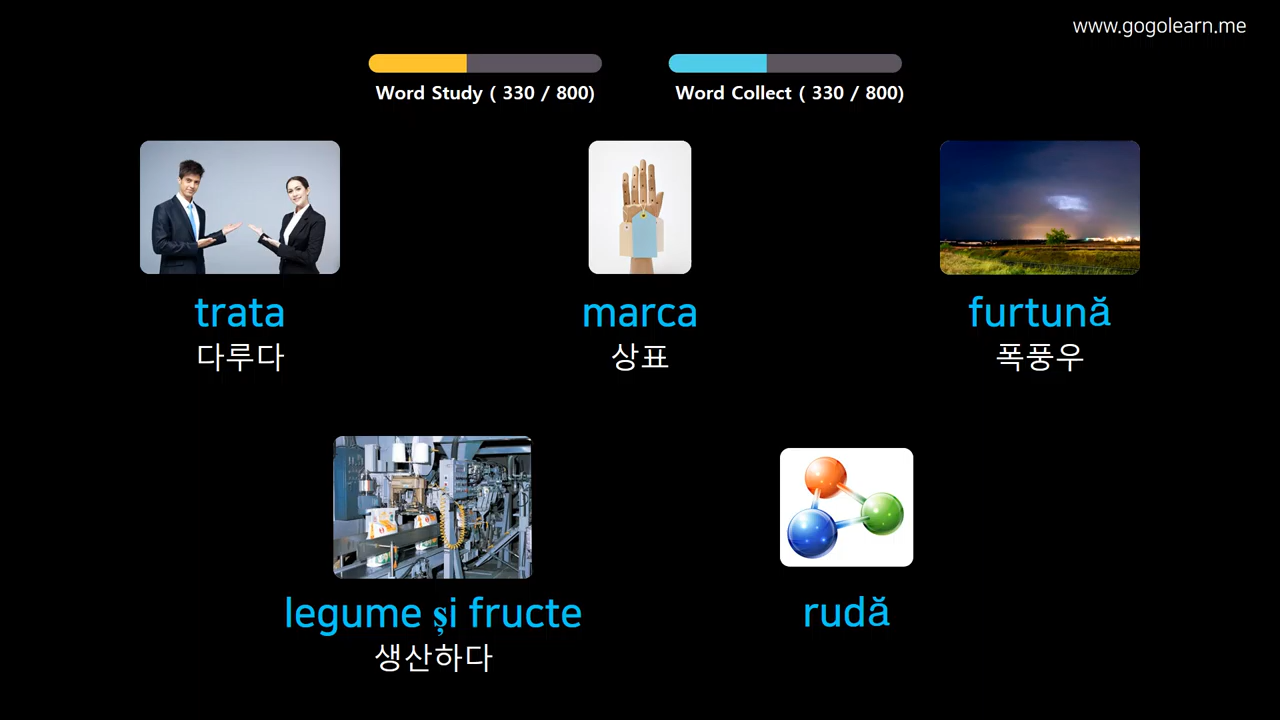 www.gogolearn.me
Word Study ( 330 / 800)
Word Collect ( 330 / 800)
trata
다루다
marca
상표
furtună
폭풍우
legume și fructe
생산하다
rudă